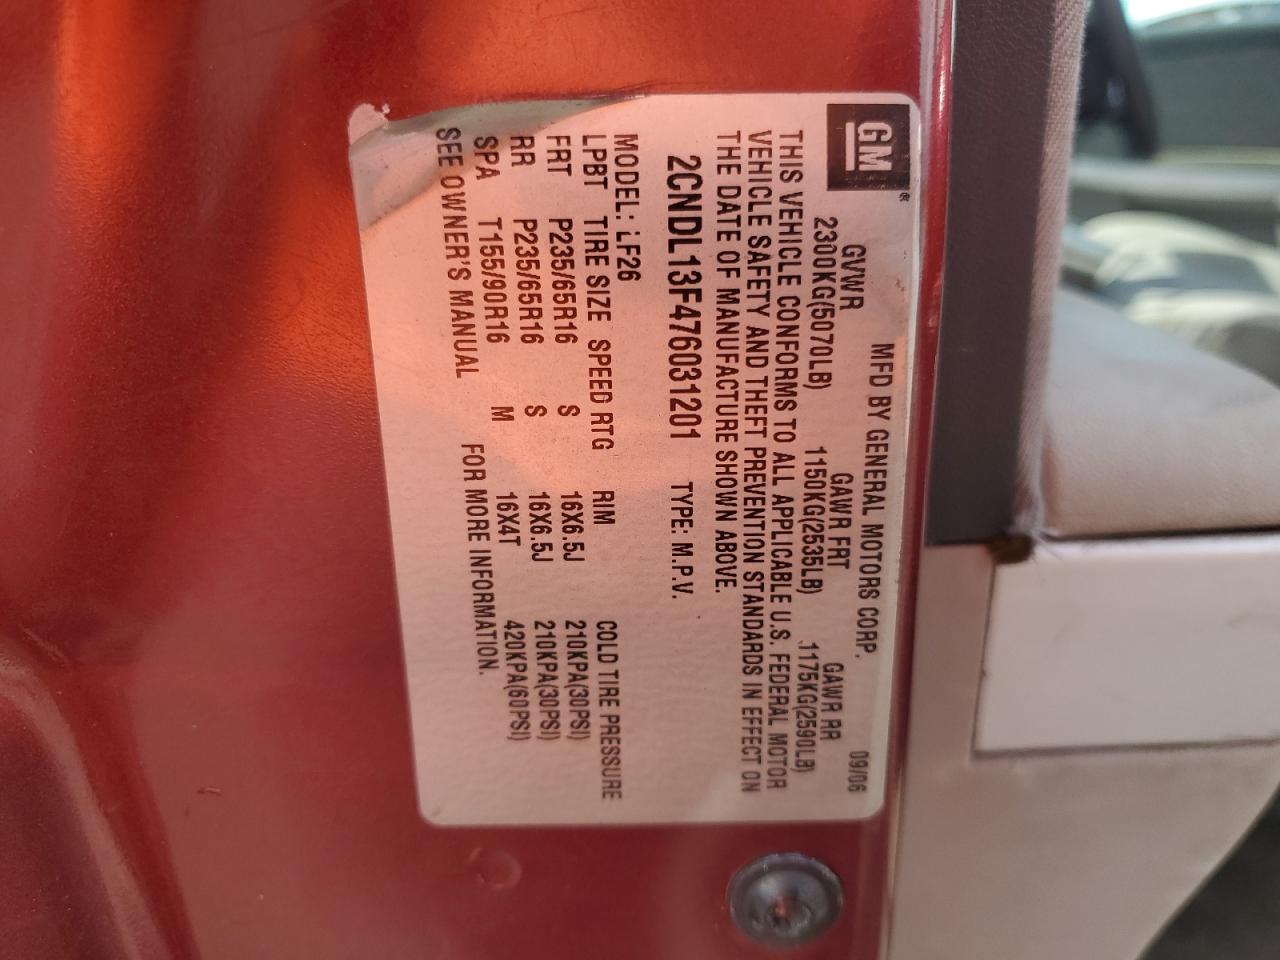 GM
®
MFD BY GENERAL MOTORS CORP. 09/06
GVWR GAWR FRT GAWR RR
2300KG(5070LB) 1150KG(2535LB) 1175KG(2590LB)
THIS VEHICLE CONFORMS TO ALL APPLICABLE U.S. FEDERAL MOTOR
VEHICLE SAFETY AND THEFT PREVENTION STANDARDS IN EFFECT ON
THE DATE OF MANUFACTURE SHOWN ABOVE.
2CNDL13F476031201 TYPE: M.P.V.
MODEL: LF26
LPBT TIRE SIZE SPEED RTG RIM COLD TIRE PRESSURE
FRT P235/65R16 S 16X6.5J 210KPA(30PSI)
RR P235/65R16 S 16X6.5J 210KPA(30PSI)
SPA T155/90R16 M 16X4T 420KPA(60PSI)
SEE OWNER'S MANUAL FOR MORE INFORMATION.